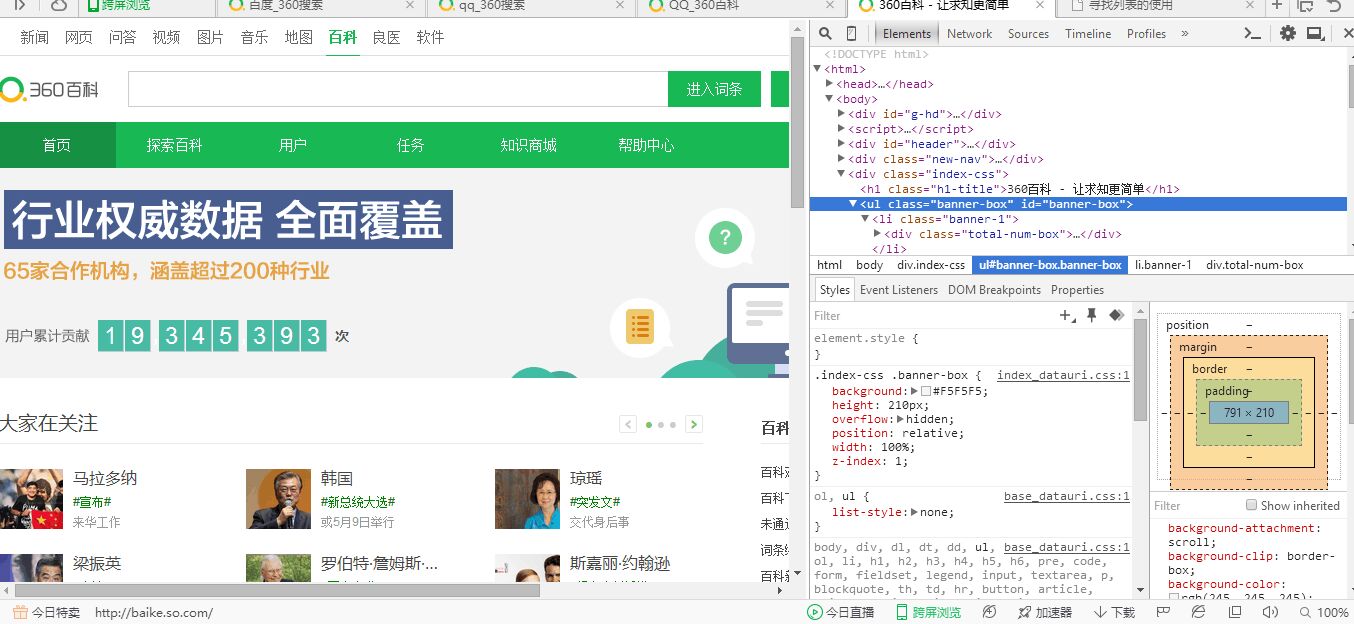 跨屏浏览
百度_360搜索
qq_360搜索
QQ_360百科
360百科 - 让求知更简单
寻找列表的使用
新闻 网页 问答 视频 图片 音乐 地图 百科 良医 软件
360百科
进入词条
首页 探索百科 用户 任务 知识商城 帮助中心
行业权威数据 全面覆盖
65家合作机构，涵盖超过200种行业
用户累计贡献 19 345 393 次
?
大家在关注
百科
马拉多纳
#宣布#
来华工作
韩国
#新总统大选#
或5月9日举行
琼瑶
#突发文#
交代身后事
梁振英
罗伯特·詹姆斯·...
斯嘉丽·约翰逊
百科
百科
未通
词条
百科
Elements Network Sources Timeline Profiles »
<!DOCTYPE html>
▼<html>
▶<head>…</head>
▼<body>
▶<div id="g-hd">…</div>
▶<script>…</script>
▶<div id="header">…</div>
▶<div class="new-nav">…</div>
▼<div class="index-css">
<h1 class="h1-title">360百科 - 让求知更简单</h1>
▼<ul class="banner-box" id="banner-box">
▼<li class="banner-1">
▶<div class="total-num-box">…</div>
</li>
html body div.index-css ul#banner-box.banner-box li.banner-1 div.total-num-box
Styles Event Listeners DOM Breakpoints Properties
Filter
element.style {
}
.index-css .banner-box { index_datauri.css:1
background:▶#F5F5F5;
height: 210px;
overflow:▶hidden;
position: relative;
width: 100%;
z-index: 1;
}
ol, ul { base_datauri.css:1
list-style:▶none;
}
body, div, dl, dt, dd, ul, base_datauri.css:1
ol, li, h1, h2, h3, h4, h5, h6, pre, code,
form, fieldset, legend, input, textarea, p,
blockquote, th, td, hr, button, article,
position –
margin –
border –
padding –
– – – – 791 × 210 – – – –
–
–
–
Filter Show inherited
background-attachment:
scroll;
background-clip: border-
box;
background-color:
rgb(245, 245, 245);
今日特卖 http://baike.so.com/
今日直播 跨屏浏览 加速器 下载 100%